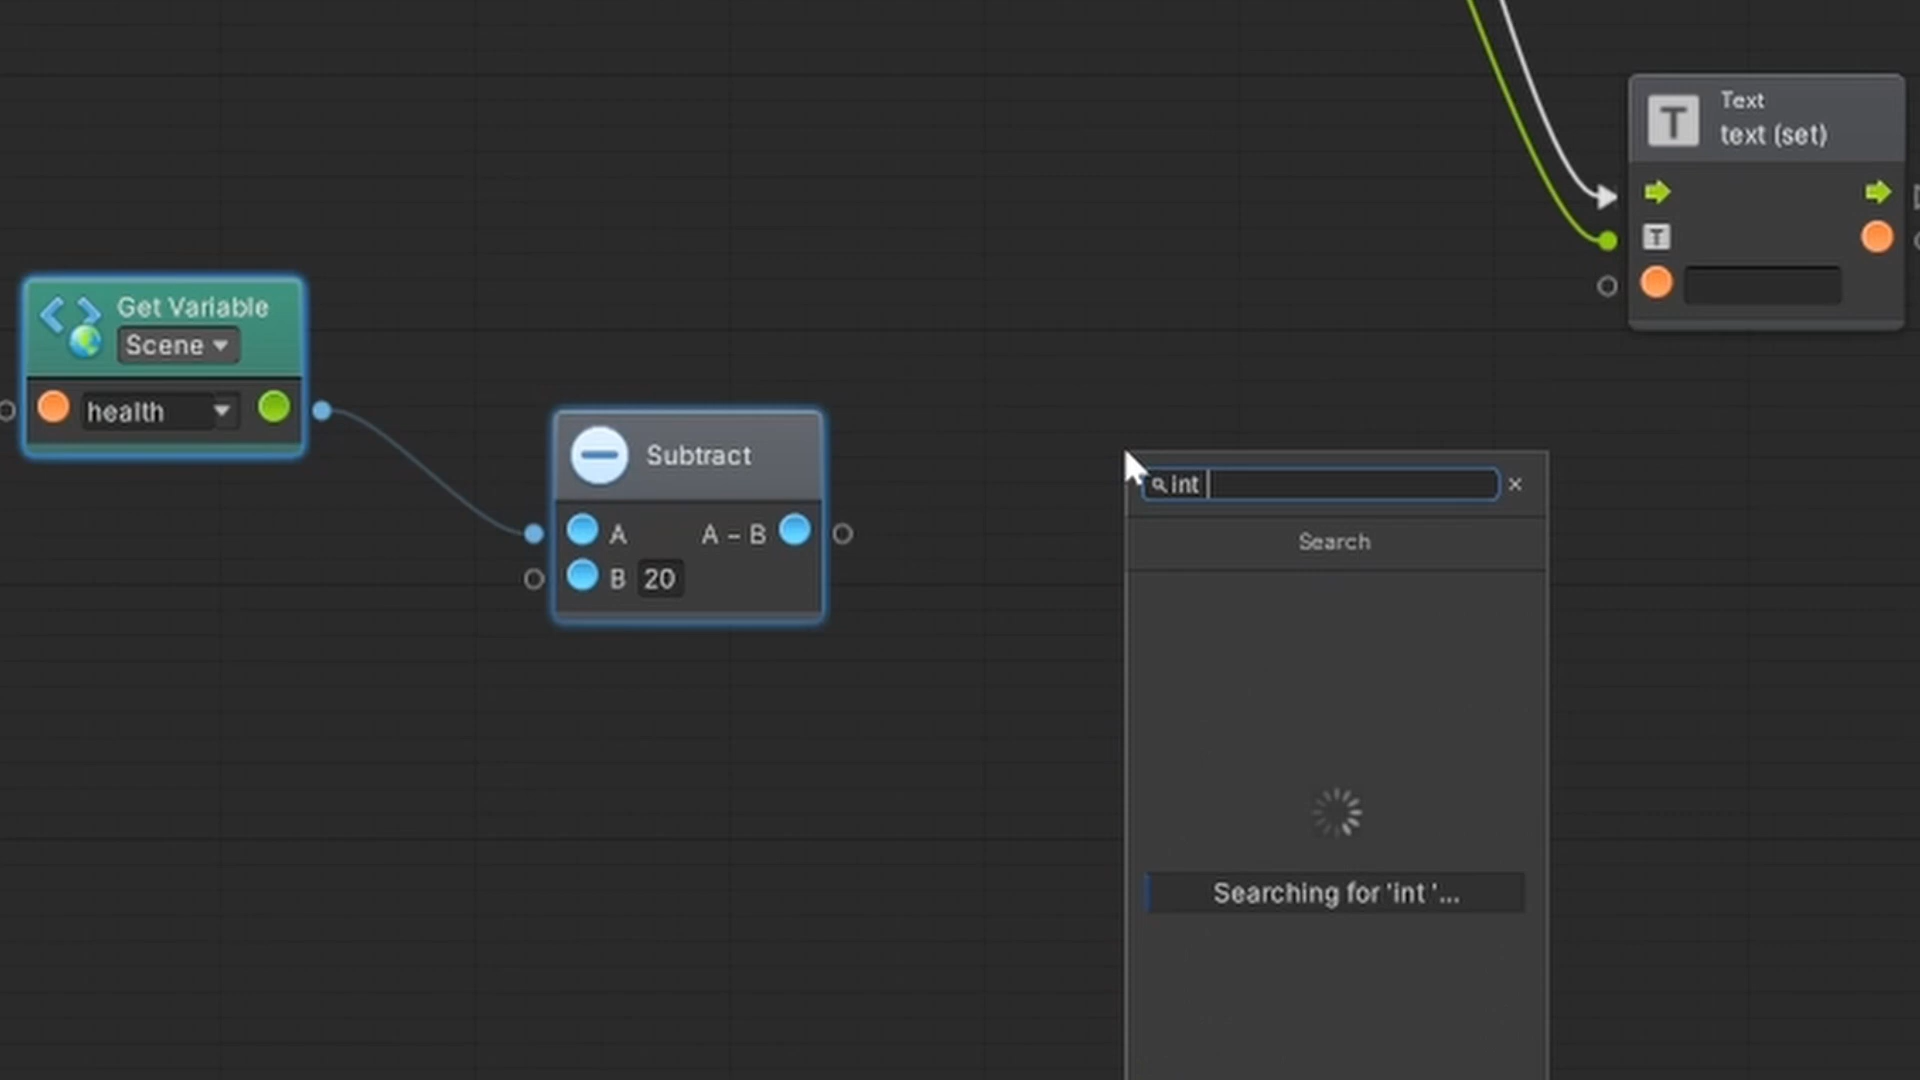 Text
text (set)
T
T
Get Variable
Scene
health
Subtract
A
A – B
B 20
int
×
Search
Searching for 'int '...